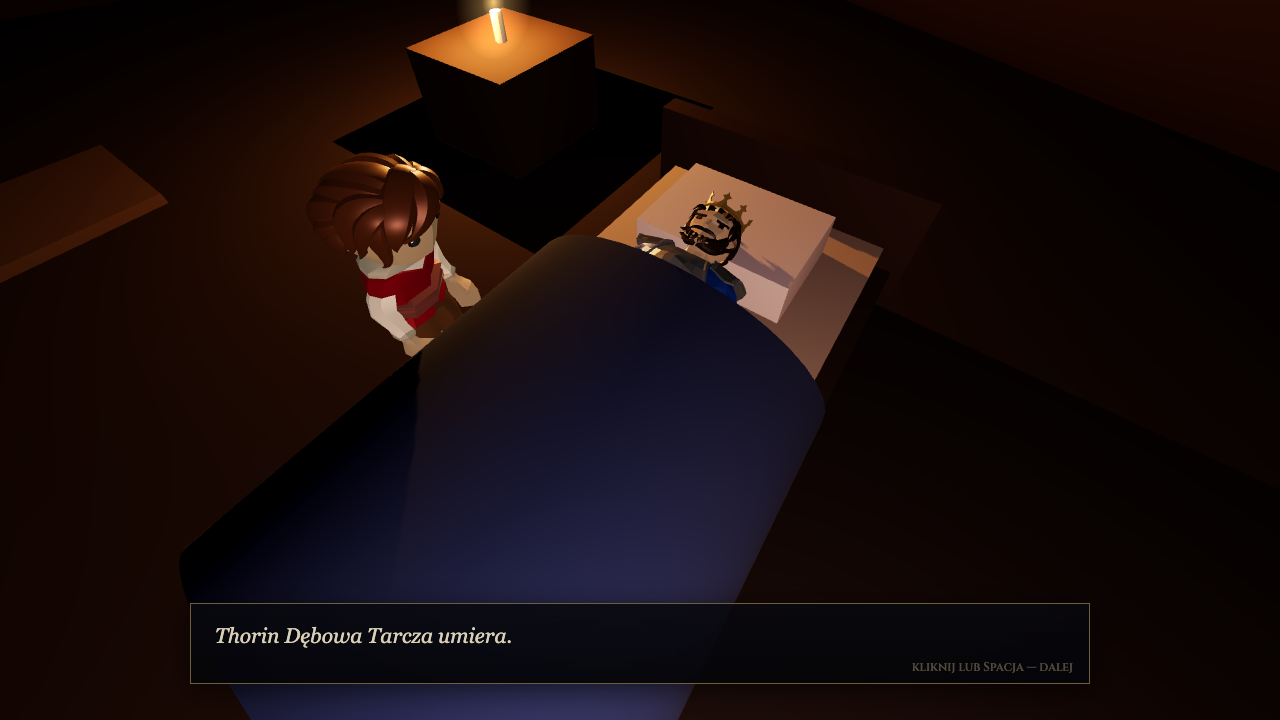 Thorin Dębowa Tarcza umiera.
KLIKNIJ LUB SPACJA — DALEJ